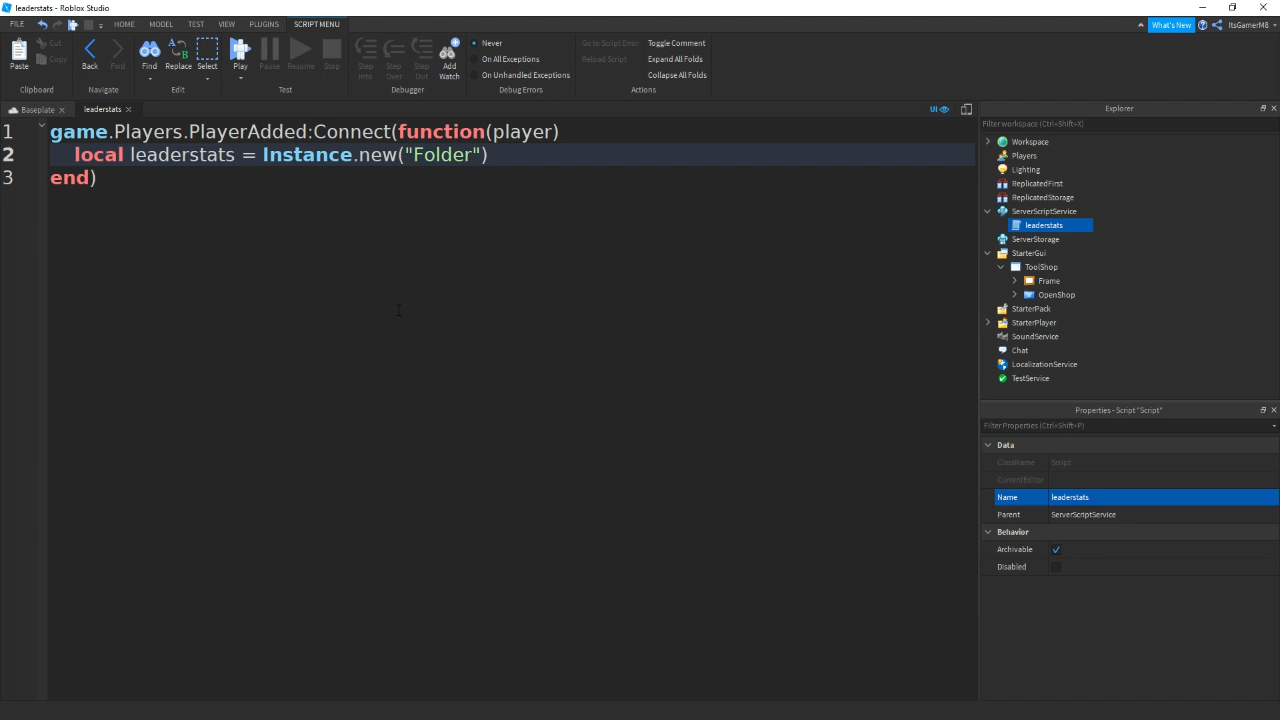 leaderstats - Roblox Studio
FILE HOME MODEL TEST VIEW PLUGINS SCRIPT MENU What's New ItsGamerM8
Paste Cut Copy Back Fwd Find Replace Select Play Pause Resume Stop Step Into Step Over Step Out Add Watch
Never
On All Exceptions
On Unhandled Exceptions
Go to Script Error
Reload Script
Toggle Comment
Expand All Folds
Collapse All Folds
Clipboard Navigate Edit Test Debugger Debug Errors Actions
Baseplate leaderstats UI
1 game.Players.PlayerAdded:Connect(function(player)
2 local leaderstats = Instance.new("Folder")
3 end)
Explorer
Filter workspace (Ctrl+Shift+X)
Workspace
Players
Lighting
ReplicatedFirst
ReplicatedStorage
ServerScriptService
leaderstats
ServerStorage
StarterGui
ToolShop
Frame
OpenShop
StarterPack
StarterPlayer
SoundService
Chat
LocalizationService
TestService
Properties - Script "Script"
Filter Properties (Ctrl+Shift+P)
Data
ClassName Script
CurrentEditor
Name leaderstats
Parent ServerScriptService
Behavior
Archivable
Disabled